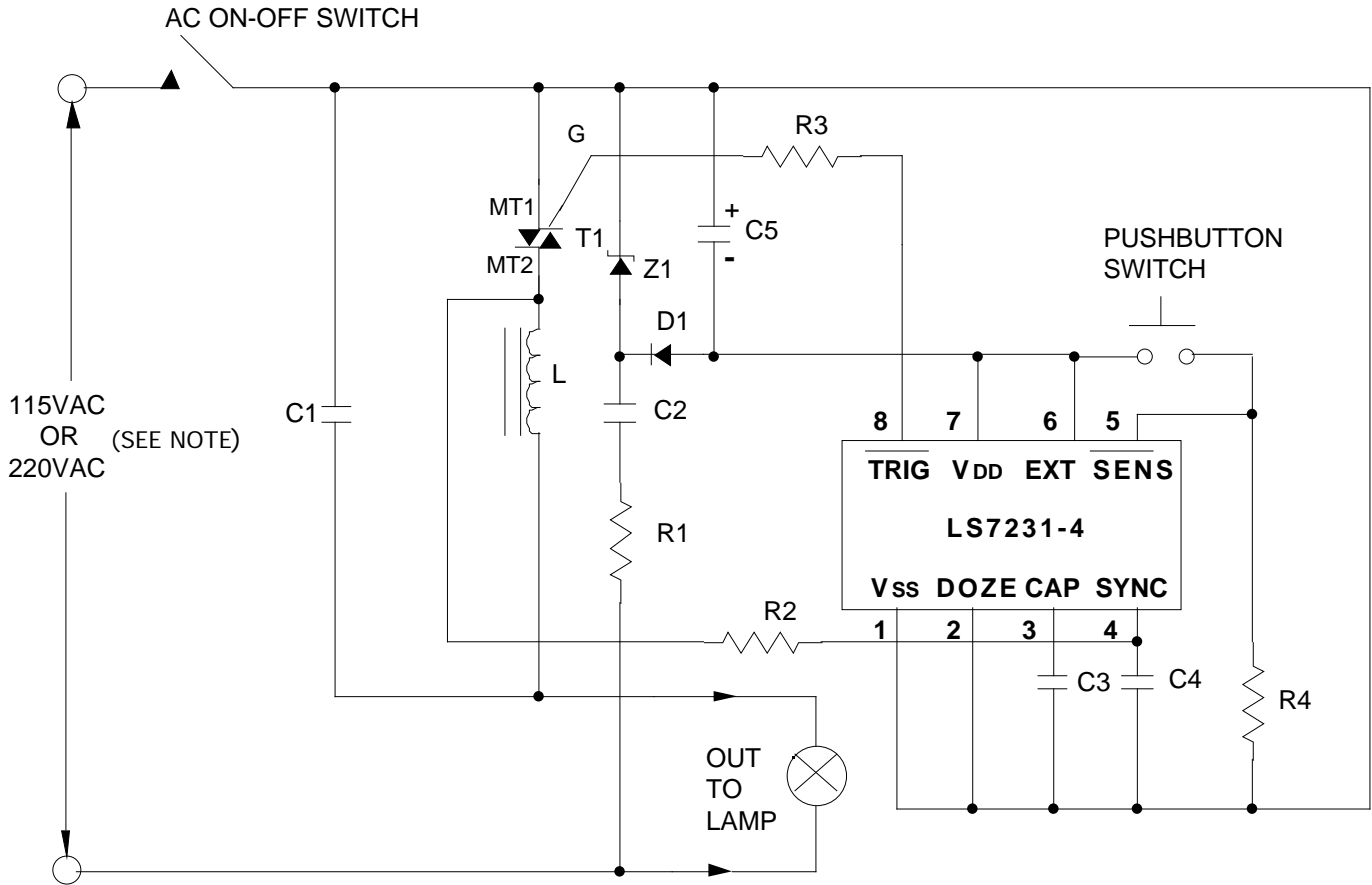 AC ON-OFF SWITCH
G
R3
MT1
T1
MT2
+
C5
-
Z1
PUSHBUTTON
SWITCH
D1
L
C2
C1
115VAC
OR
220VAC
(SEE NOTE)
8 7 6 5
TRIG VDD EXT SENS
LS7231-4
R1
VSS DOZE CAP SYNC
R2
1 2 3 4
C3
C4
R4
OUT
TO
LAMP